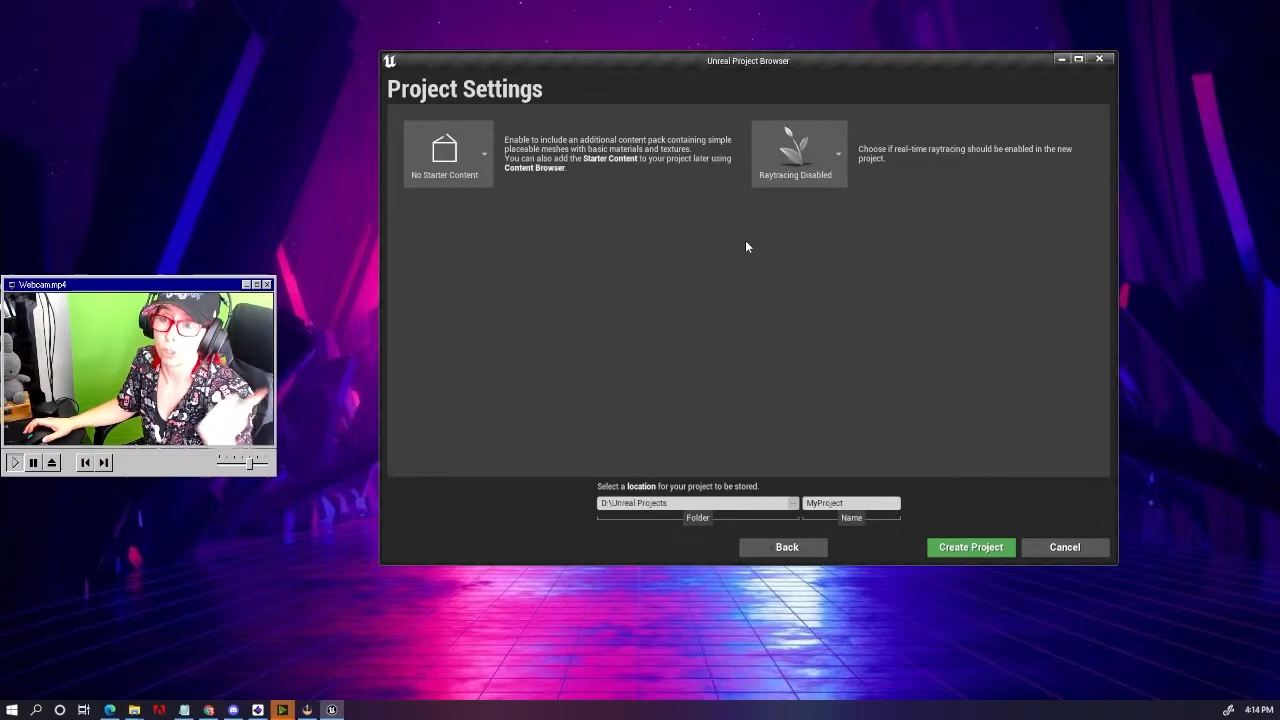 Unreal Project Browser
Project Settings
Enable to include an additional content pack containing simple
placeable meshes with basic materials and textures.
You can also add the Starter Content to your project later using
Content Browser.
No Starter Content
Choose if real-time raytracing should be enabled in the new
project.
Raytracing Disabled
Webcam.mp4
Select a location for your project to be stored.
D:\Unreal Projects
...
MyProject
Folder
Name
Back
Create Project
Cancel
4:14 PM